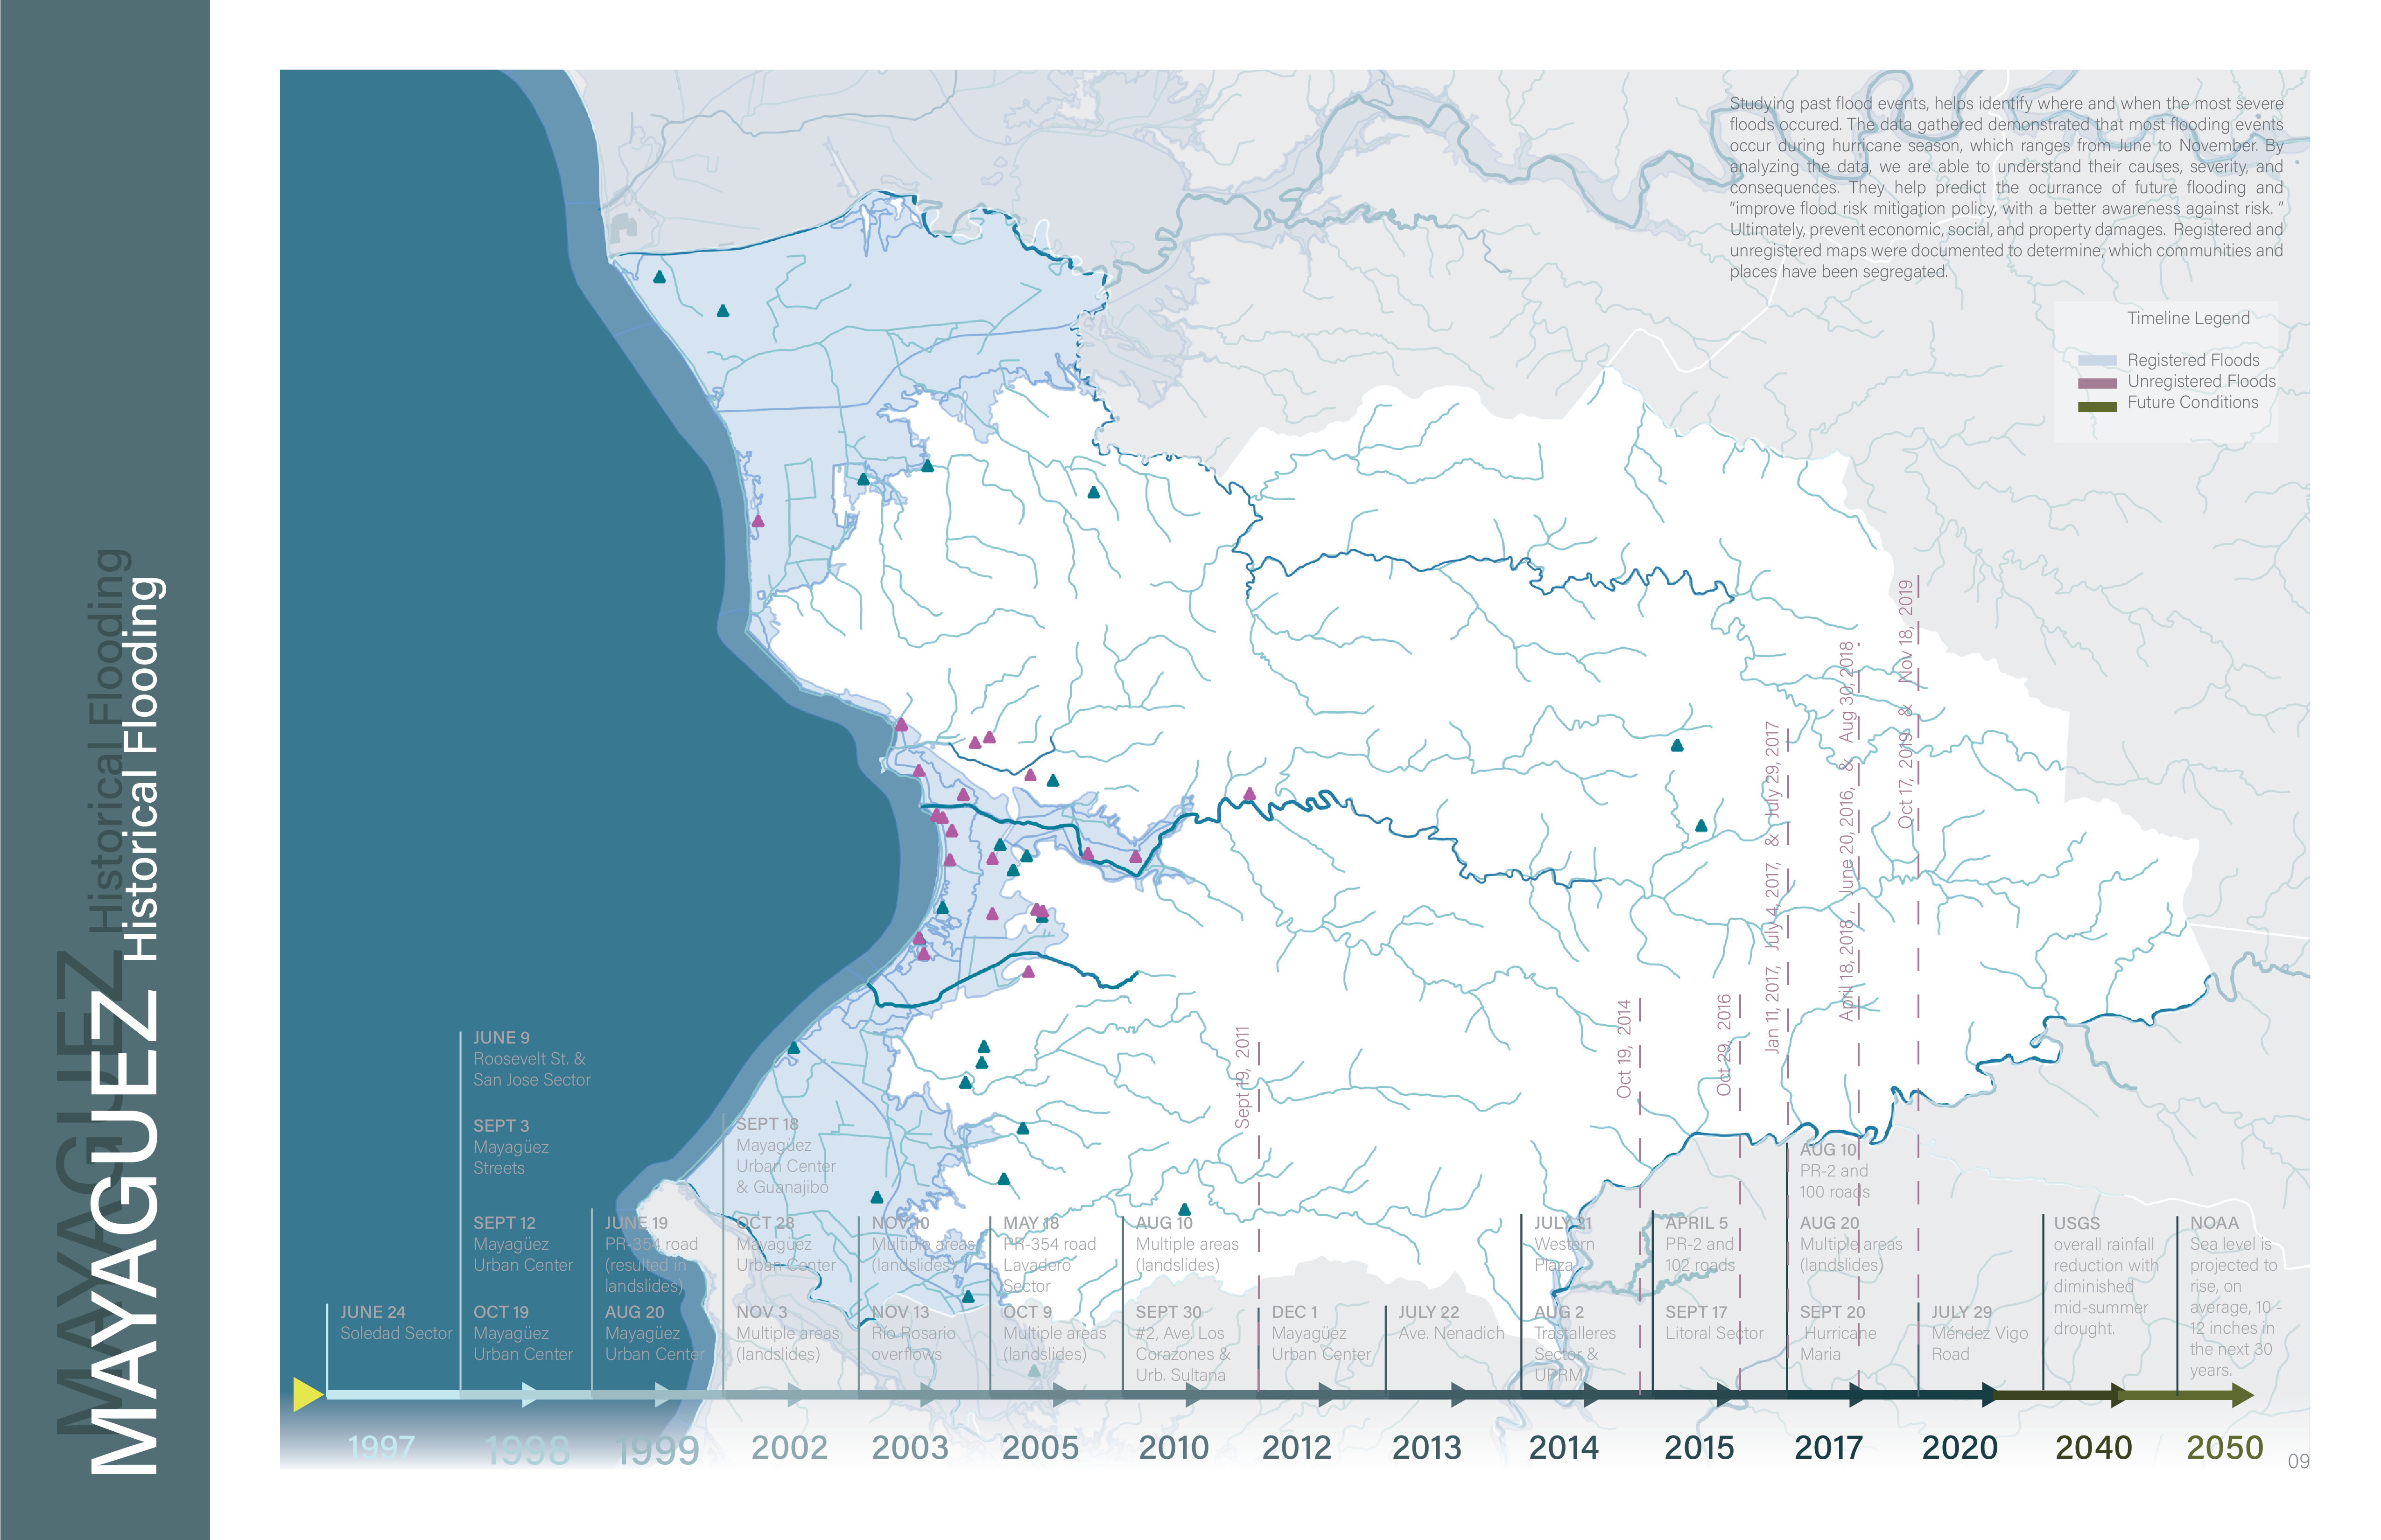 MAYAGUEZ Historical Flooding
MAYAGUEZ Historical Flooding
Studying past flood events, helps identify where and when the most severe
floods occured. The data gathered demonstrated that most flooding events
occur during hurricane season, which ranges from June to November. By
analyzing the data, we are able to understand their causes, severity, and
consequences. They help predict the ocurrance of future flooding and
“improve flood risk mitigation policy, with a better awareness against risk. ”
Ultimately, prevent economic, social, and property damages. Registered and
unregistered maps were documented to determine, which communities and
places have been segregated.
Timeline Legend
Registered Floods
Unregistered Floods
Future Conditions
JUNE 24
Soledad Sector
JUNE 9
Roosevelt St. &
San Jose Sector
SEPT 3
Mayagüez
Streets
SEPT 12
Mayagüez
Urban Center
OCT 19
Mayagüez
Urban Center
JUNE 19
PR-354 road
(resulted in
landslides)
AUG 20
Mayagüez
Urban Center
SEPT 18
Mayagüez
Urban Center
& Guanajibo
OCT 28
Mayagüez
Urban Center
NOV 3
Multiple areas
(landslides)
NOV 10
Multiple areas
(landslides)
NOV 13
Río Rosario
overflows
MAY 18
PR-354 road
Lavadero
Sector
OCT 9
Multiple areas
(landslides)
AUG 10
Multiple areas
(landslides)
SEPT 30
#2, Ave. Los
Corazones &
Urb. Sultana
Sept 19, 2011
DEC 1
Mayagüez
Urban Center
JULY 22
Ave. Nenadich
JULY 21
Western
Plaza
AUG 2
Trastalleres
Sector &
UPRM
Oct 19, 2014
APRIL 5
PR-2 and
102 roads
SEPT 17
Litoral Sector
Oct 29, 2016
Jan 11, 2017, July 4, 2017, & July 29, 2017
AUG 10
PR-2 and
100 roads
AUG 20
Multiple areas
(landslides)
SEPT 20
Hurricane
Maria
April 18, 2018, June 20, 2016, & Aug 30, 2018
Oct 17, 2019 & Nov 18, 2019
JULY 29
Méndez Vigo
Road
USGS
overall rainfall
reduction with
diminished
mid-summer
drought.
NOAA
Sea level is
projected to
rise, on
average, 10 -
12 inches in
the next 30
years.
1997
1998
1999
2002
2003
2005
2010
2012
2013
2014
2015
2017
2020
2040
2050
09